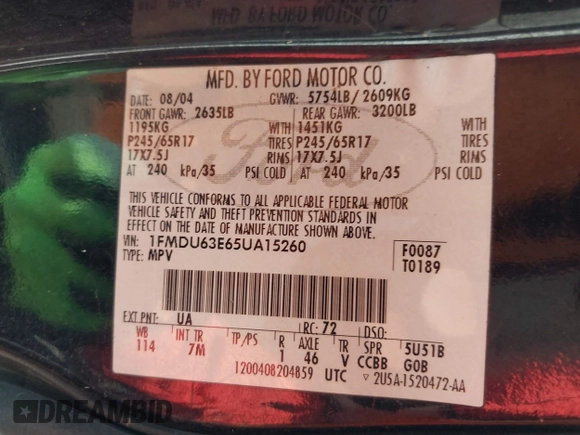 MFD. BY FORD MOTOR CO.
DATE: 08/04 GVWR: 5754LB/ 2609KG
FRONT GAWR: 2635LB REAR GAWR: 3200LB
1195KG WITH 1451KG WITH
P245/65R17 TIRES P245/65R17 TIRES
17X7.5J RIMS 17X7.5J RIMS
AT 240 kPa/35 PSI COLD AT 240 kPa/35 PSI COLD
THIS VEHICLE CONFORMS TO ALL APPLICABLE FEDERAL MOTOR
VEHICLE SAFETY AND THEFT PREVENTION STANDARDS IN
EFFECT ON THE DATE OF MANUFACTURE SHOWN ABOVE.
VIN: 1FMDU63E65UA15260 F0087
TYPE: MPV T0189
EXT PNT: UA RC: 72 DSO:
WB INT TR TP/PS R AXLE TR SPR 5U51B
114 7M 1 46 V CCBB GOB
1200408204859 UTC 2U5A-1520472-AA
Ford
DREAMBID